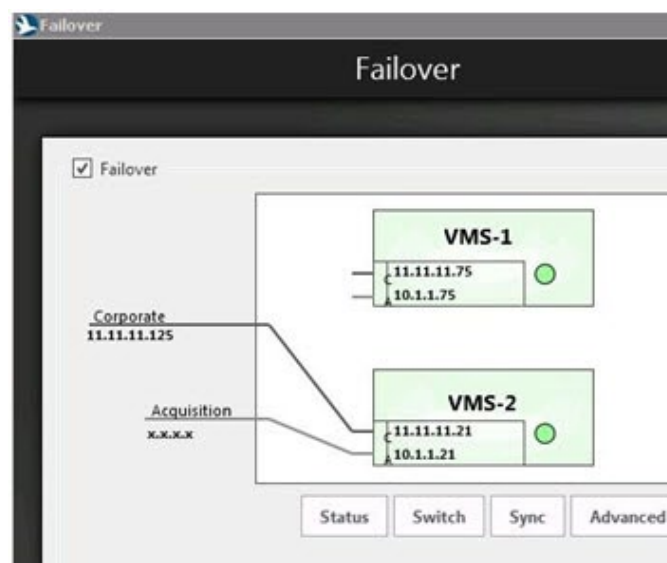 Failover
Failover
Failover
VMS-1
C 11.11.11.75
A 10.1.1.75
Corporate
11.11.11.125
VMS-2
Acquisition
x.x.x.x
C 11.11.11.21
A 10.1.1.21
Status Switch Sync Advanced